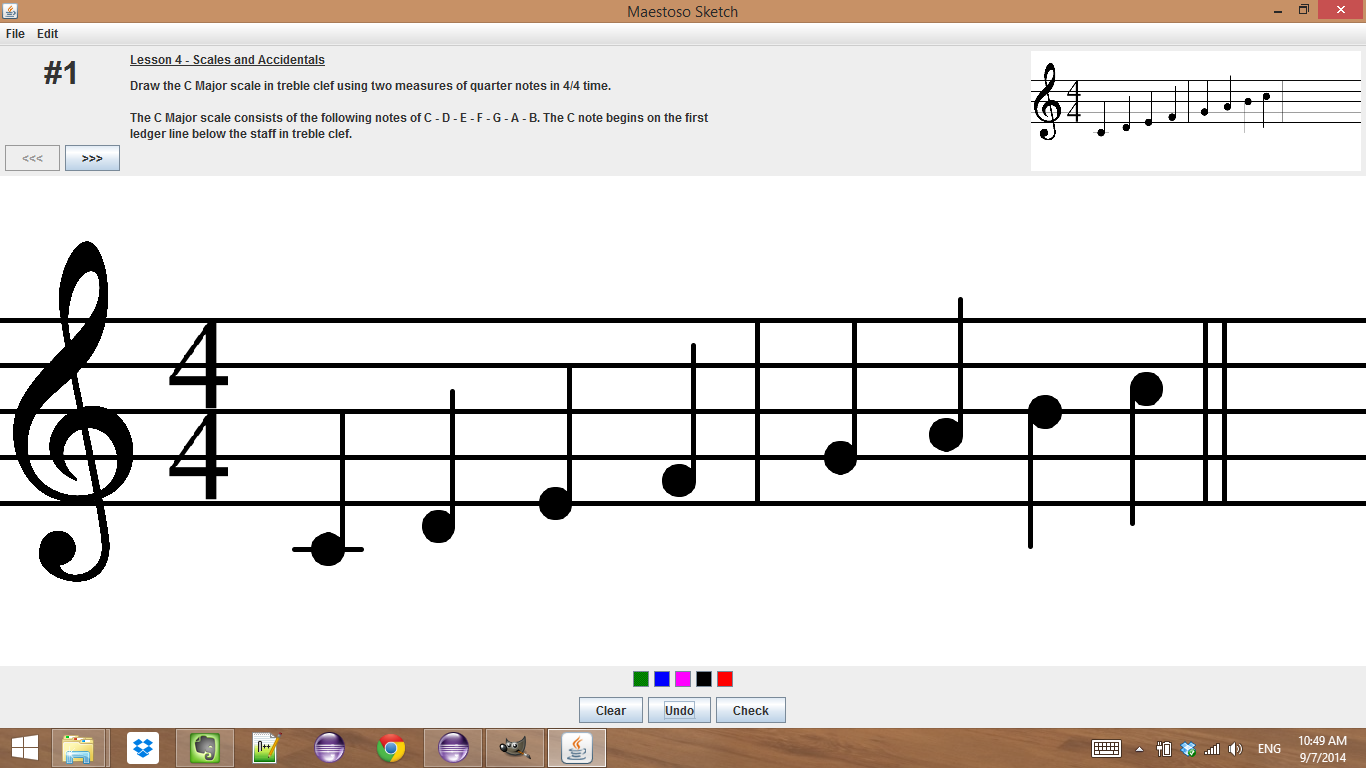 Maestoso Sketch
File Edit
#1
Lesson 4 - Scales and Accidentals
Draw the C Major scale in treble clef using two measures of quarter notes in 4/4 time.
The C Major scale consists of the following notes of C - D - E - F - G - A - B. The C note begins on the first
ledger line below the staff in treble clef.
<<< >>>
4
4
4
4
Clear Undo Check
ENG
10:49 AM
9/7/2014